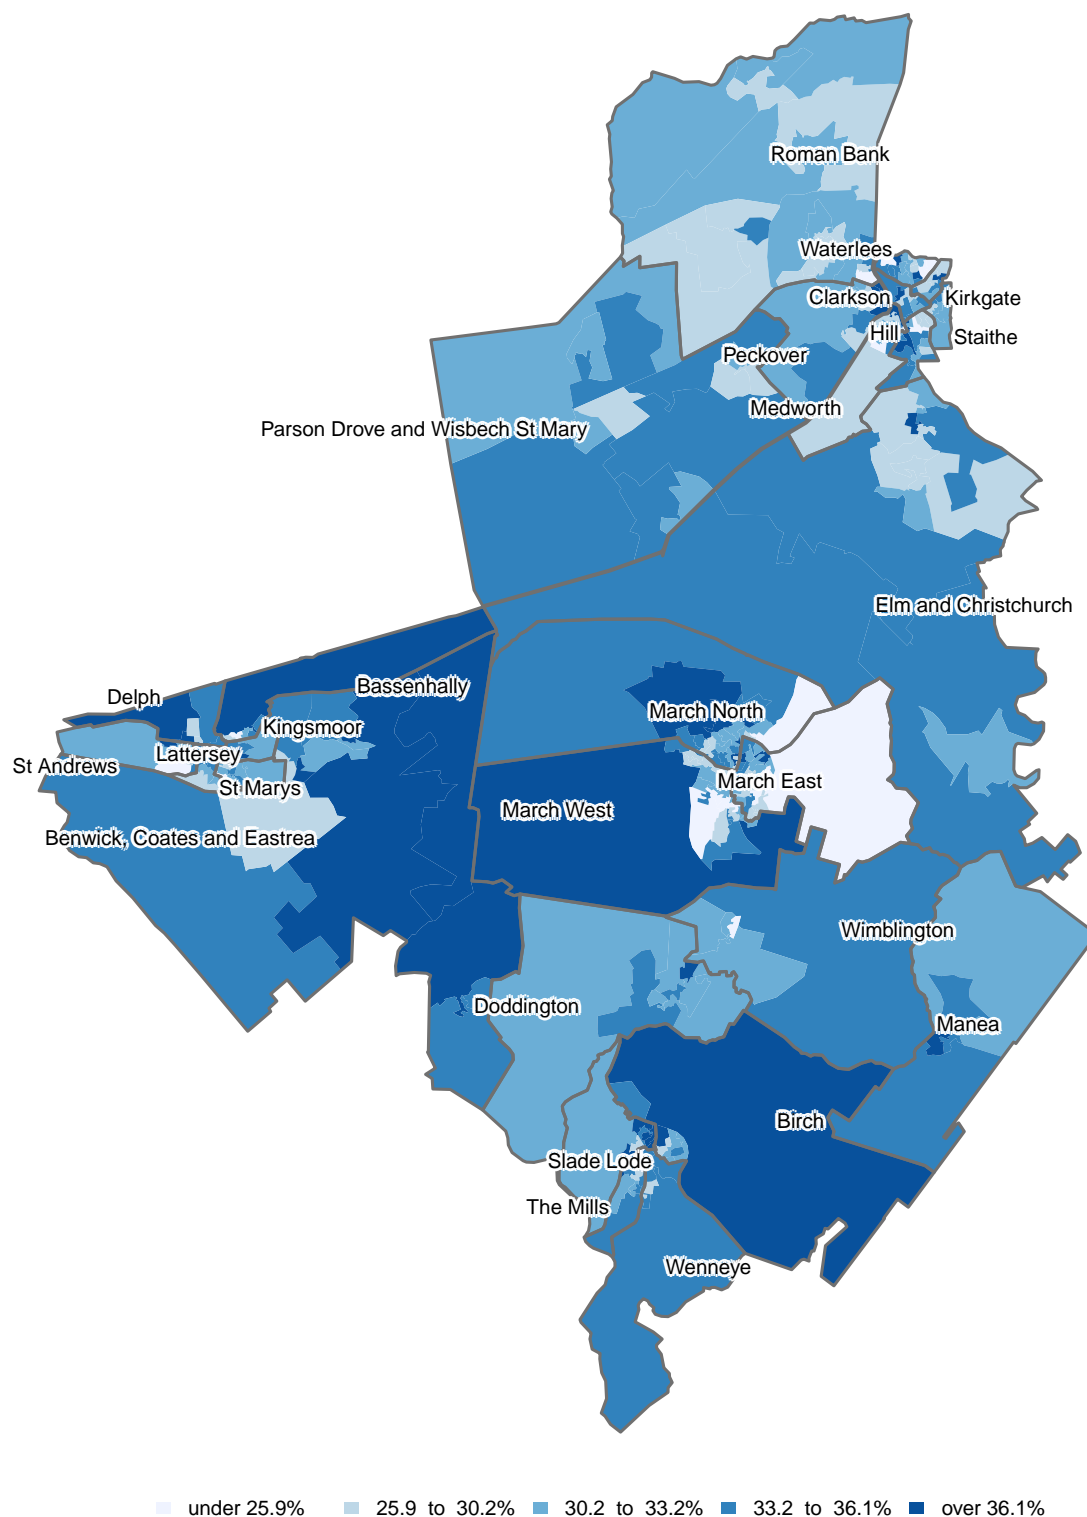 Roman Bank
Waterlees
Clarkson
Kirkgate
Hill
Staithe
Peckover
Medworth
Parson Drove and Wisbech St Mary
Elm and Christchurch
Bassenhally
Delph
March North
Kingsmoor
Lattersey
St Andrews
March East
St Marys
March West
Benwick, Coates and Eastrea
Wimblington
Doddington
Manea
Birch
Slade Lode
The Mills
Wenneye
under 25.9% 25.9 to 30.2% 30.2 to 33.2% 33.2 to 36.1% over 36.1%